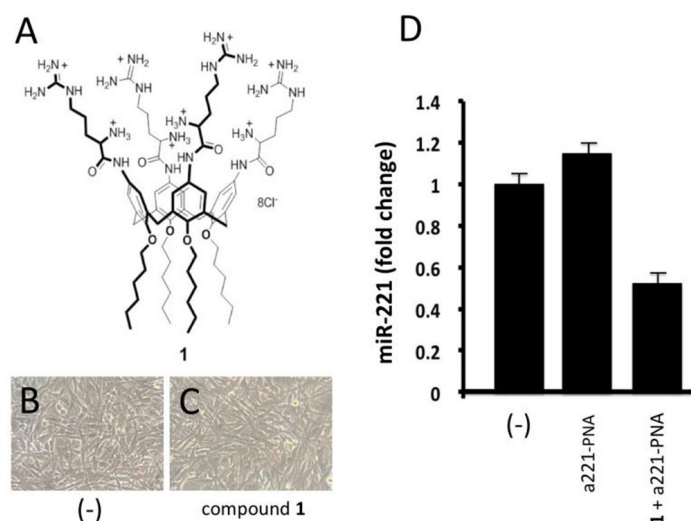 A
D
H₂N +
NH₂
HN
+ NH₂
H₂N
NH
H₂N +
NH₂
H₂N
NH
+ NH₂
H₂N
NH
+
NH₃
+
NH₃
+
H₃N
+
H₃N
O
NH
O
NH
HN
O
HN
O
O
O
O
O
8Cl⁻
1
B
C
(-)
compound 1
miR-221 (fold change)
1.4
1.2
1
0.8
0.6
0.4
0.2
0
(-)
a221-PNA
1 + a221-PNA